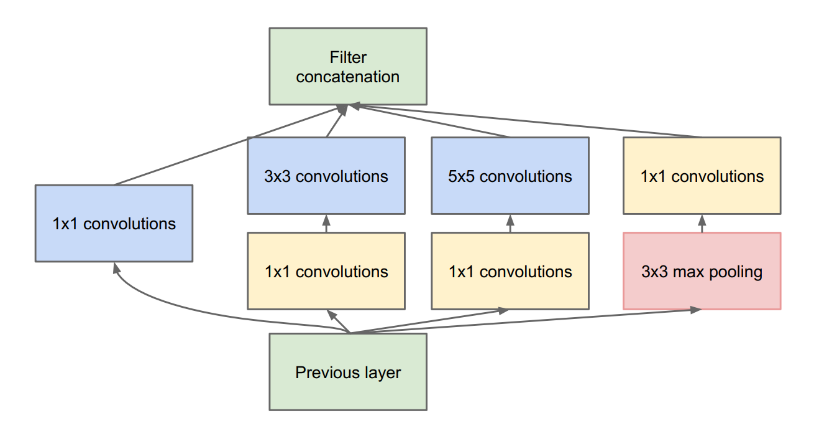 Filter
concatenation
3x3 convolutions
5x5 convolutions
1x1 convolutions
1x1 convolutions
1x1 convolutions
1x1 convolutions
3x3 max pooling
Previous layer